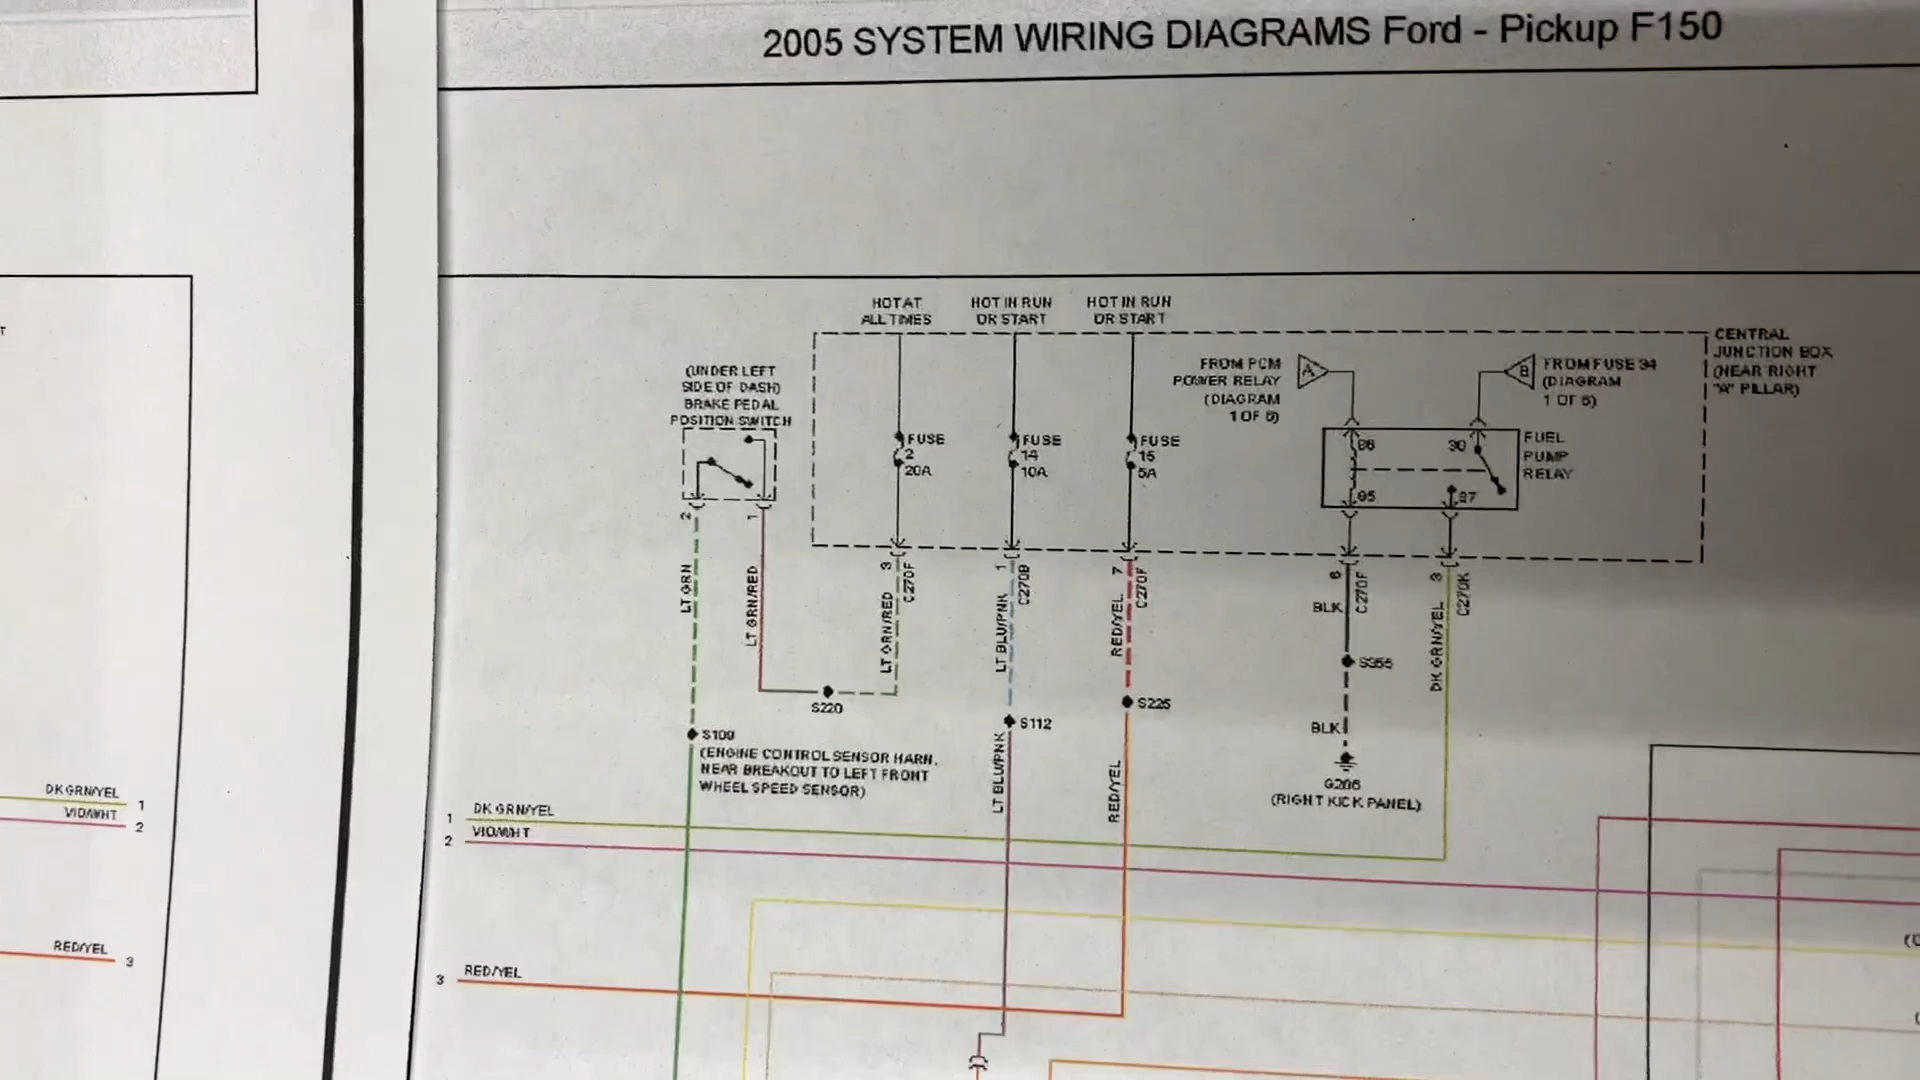 2005 SYSTEM WIRING DIAGRAMS Ford - Pickup F150
HOT AT
ALL TIMES
HOT IN RUN
OR START
HOT IN RUN
OR START
CENTRAL
JUNCTION BOX
(NEAR RIGHT
"A" PILLAR)
(UNDER LEFT
SIDE OF DASH)
BRAKE PEDAL
POSITION SWITCH
FROM PCM
POWER RELAY
(DIAGRAM
1 OF 6)
A
B
FROM FUSE 34
(DIAGRAM
1 OF 6)
FUSE
2
20A
FUSE
14
10A
FUSE
15
5A
86
30
85
87
FUEL
PUMP
RELAY
2
1
3
C270F
1
C270B
7
C270F
6
C270F
3
C270K
LT GRN
LT GRN/RED
LT GRN/RED
LT BLU/PNK
RED/YEL
BLK
DK GRN/YEL
S355
S220
S112
S225
BLK
S109
(ENGINE CONTROL SENSOR HARN,
NEAR BREAKOUT TO LEFT FRONT
WHEEL SPEED SENSOR)
LT BLU/PNK
RED/YEL
G206
(RIGHT KICK PANEL)
DK GRN/YEL 1
VIO/WHT 2
1 DK GRN/YEL
2 VIO/WHT
RED/YEL 3
3 RED/YEL